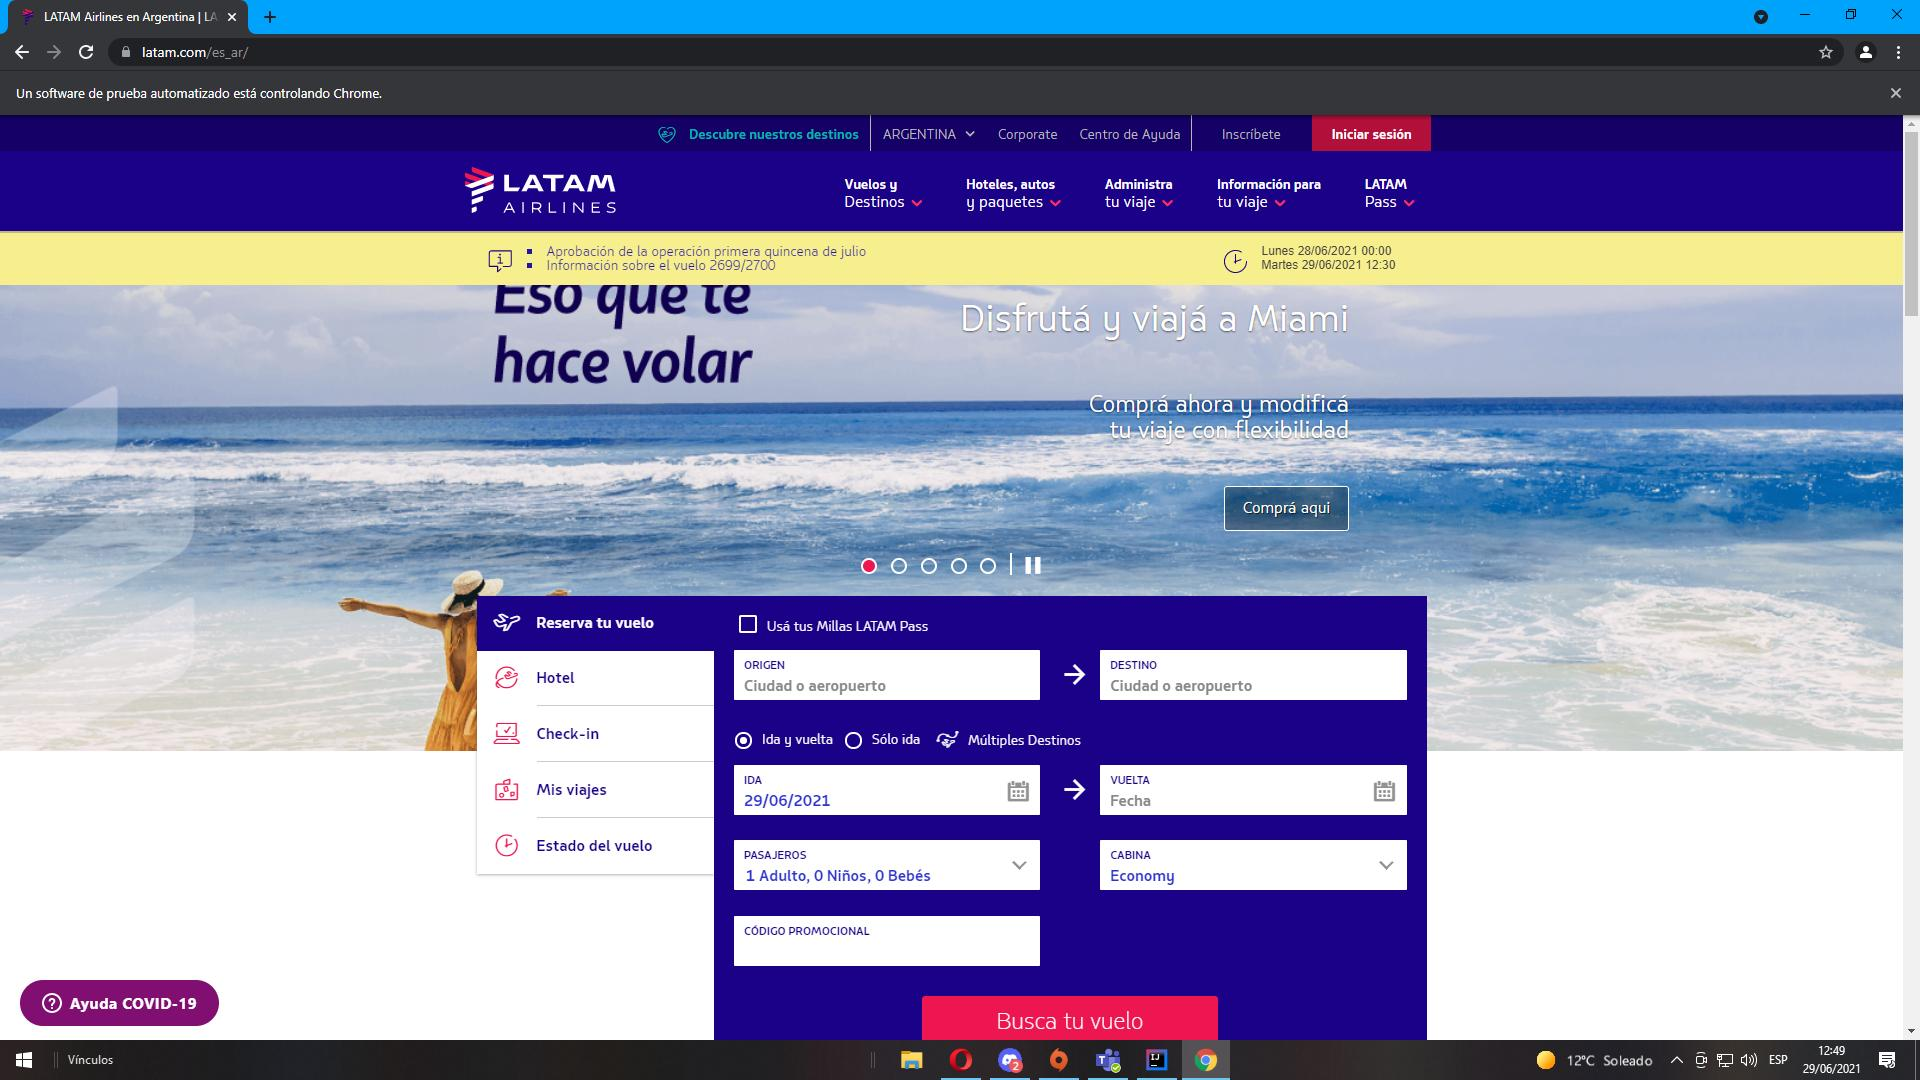 LATAM Airlines en Argentina | LA
latam.com/es_ar/
Un software de prueba automatizado está controlando Chrome.
Descubre nuestros destinos
ARGENTINA
Corporate
Centro de Ayuda
Inscríbete
Iniciar sesión
LATAM
AIRLINES
Vuelos y
Destinos
Hoteles, autos
y paquetes
Administra
tu viaje
Información para
tu viaje
LATAM
Pass
Aprobación de la operación primera quincena de julio
Información sobre el vuelo 2699/2700
Lunes 28/06/2021 00:00
Martes 29/06/2021 12:30
Eso que te
hace volar
Disfrutá y viajá a Miami
Comprá ahora y modificá
tu viaje con flexibilidad
Comprá aqui
Reserva tu vuelo
Hotel
Check-in
Mis viajes
Estado del vuelo
Usá tus Millas LATAM Pass
ORIGEN
Ciudad o aeropuerto
DESTINO
Ciudad o aeropuerto
Ida y vuelta
Sólo ida
Múltiples Destinos
IDA
29/06/2021
VUELTA
Fecha
PASAJEROS
1 Adulto, 0 Niños, 0 Bebés
CABINA
Economy
CÓDIGO PROMOCIONAL
Busca tu vuelo
Ayuda COVID-19
Vínculos
2
T
IJ
12°C Soleado
ESP
12:49
29/06/2021